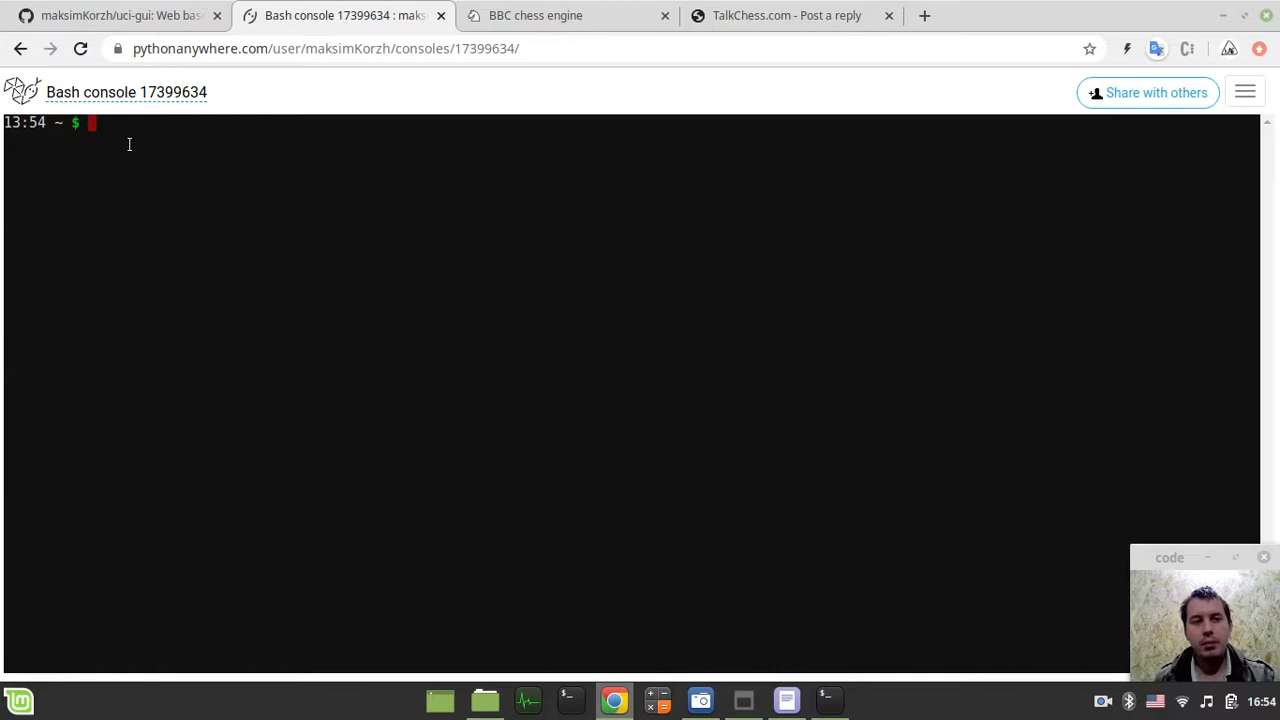 maksimKorzh/uci-gui: Web bas
Bash console 17399634 : maks
BBC chess engine
TalkChess.com - Post a reply
pythonanywhere.com/user/maksimKorzh/consoles/17399634/
Bash console 17399634
Share with others
13:54 ~ $
code
16:54